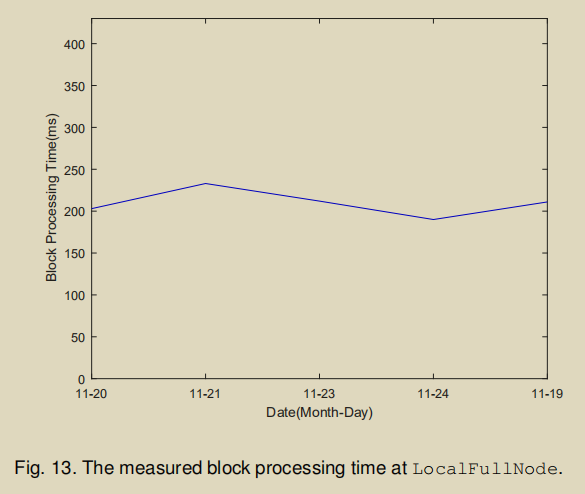 400
350
300
250
200
150
100
50
0
Block Processing Time(ms)
11-20 11-21 11-23 11-24 11-19
Date(Month-Day)
Fig. 13. The measured block processing time at LocalFullNode.